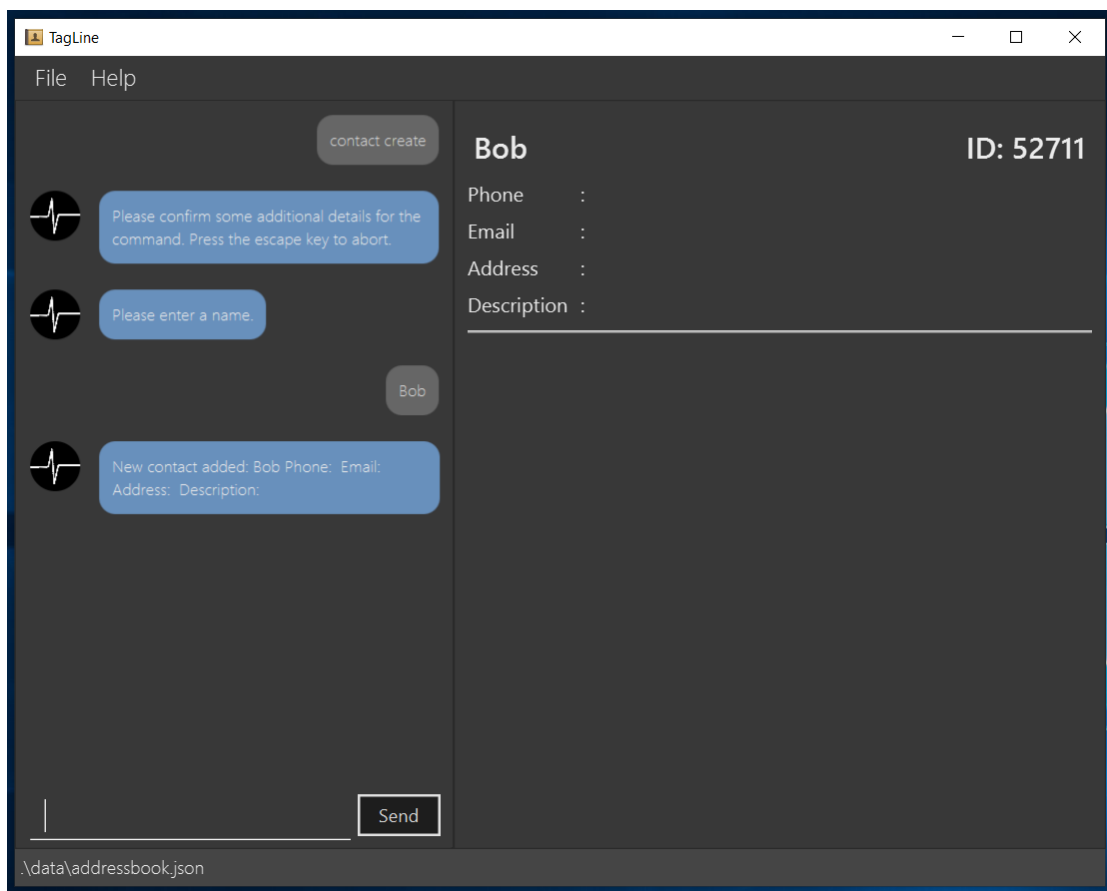 TagLine
File Help
contact create
Please confirm some additional details for the
command. Press the escape key to abort.
Please enter a name.
Bob
New contact added: Bob Phone:  Email:
Address:  Description:
Send
Bob ID: 52711
Phone :
Email :
Address :
Description :
.\data\addressbook.json